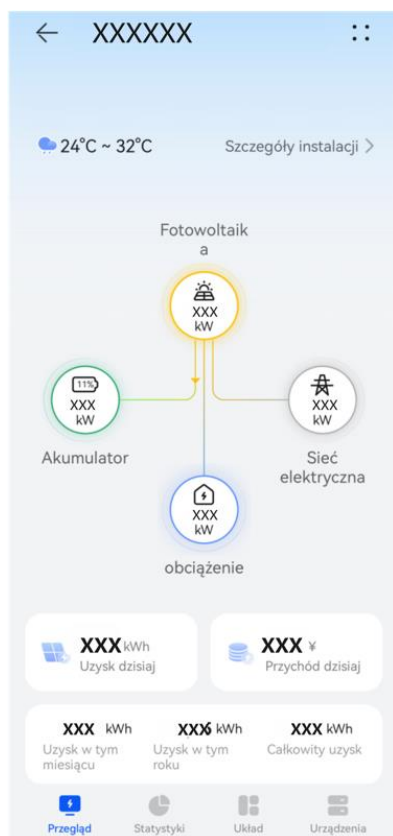 XXXXXX
24°C ~ 32°C
Szczegóły instalacji >
Fotowoltaik
a
XXX
kW
11%
XXX
kW
Akumulator
XXX
kW
Sieć
elektryczna
XXX
kW
obciążenie
XXX kWh
Uzysk dzisiaj
XXX ¥
Przychód dzisiaj
XXX kWh
Uzysk w tym
miesiącu
XXX kWh
Uzysk w tym
roku
XXX kWh
Całkowity uzysk
Przegląd
Statystyki
Układ
Urządzenia